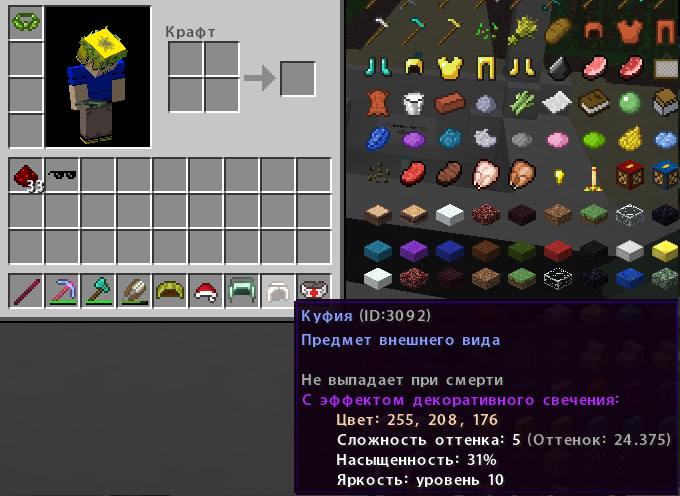 Крафт
33
Куфия (ID:3092)
Предмет внешнего вида
Не выпадает при смерти
С эффектом декоративного свечения:
Цвет: 255, 208, 176
Сложность оттенка: 5 (Оттенок: 24.375)
Насыщенность: 31%
Яркость: уровень 10